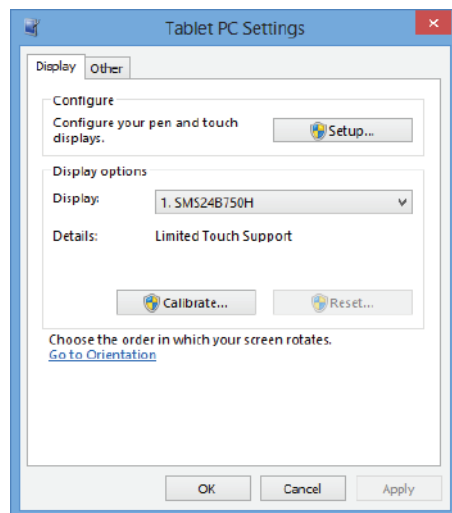 Tablet PC Settings
Display Other
Configure
Configure your pen and touch
displays.
Setup...
Display options
Display: 1. SMS24B750H
Details: Limited Touch Support
Calibrate... Reset...
Choose the order in which your screen rotates.
Go to Orientation
OK Cancel Apply